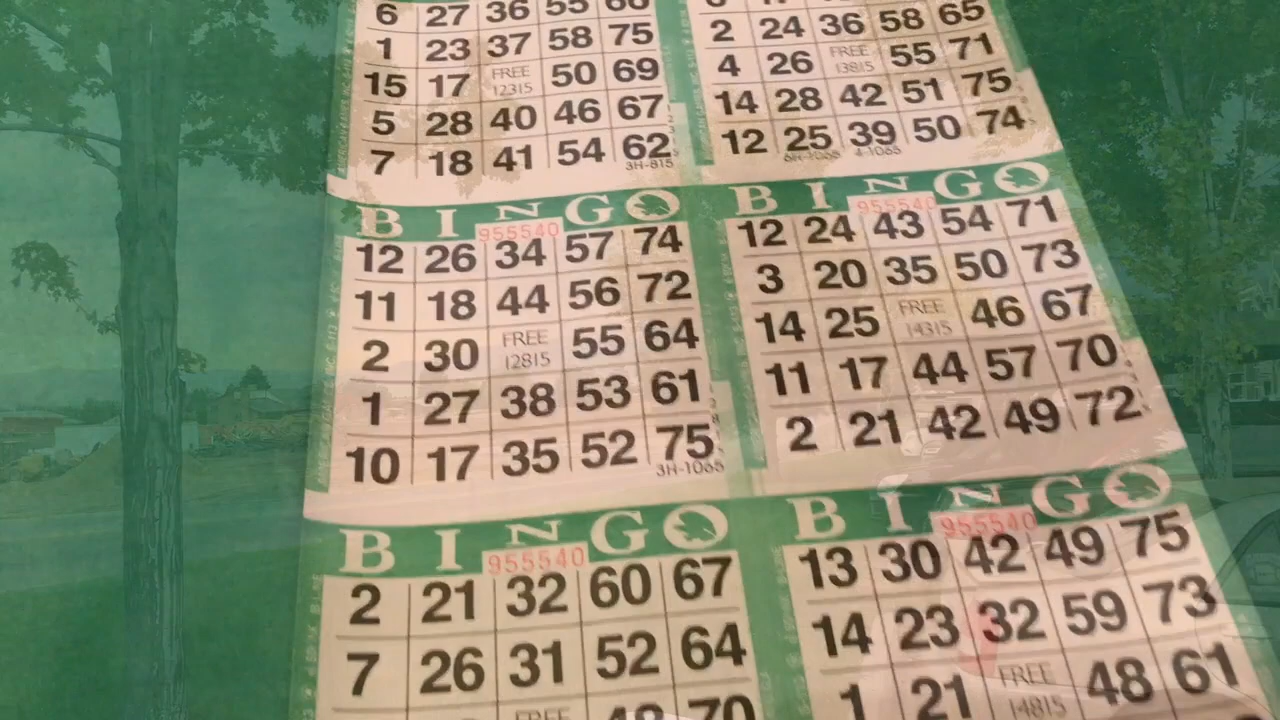 6 27 36 55 66
1 23 37 58 75
15 17 FREE 12315 50 69
5 28 40 46 67
7 18 41 54 62
3H-815
2 24 36 58 65
4 26 FREE 13815 55 71
14 28 42 51 75
12 25 39 50 74
4-1065
BINGO
955540
12 26 34 57 74
11 18 44 56 72
2 30 FREE 12815 55 64
1 27 38 53 61
10 17 35 52 75
3H-1065
BINGO
955540
12 24 43 54 71
3 20 35 50 73
14 25 FREE 14315 46 67
11 17 44 57 70
2 21 42 49 72
BINGO
955540
2 21 32 60 67
7 26 31 52 64
FREE 48 70
BINGO
955540
13 30 42 49 75
14 23 32 59 73
1 21 FREE 14815 48 61